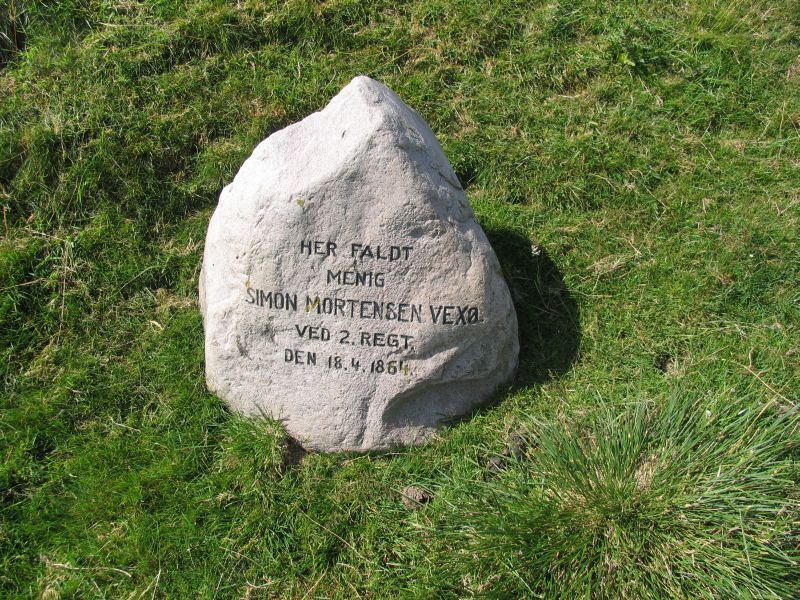 HER FALDT
MENIG
SIMON MORTENSEN VEXØ
VED 2. REGT.
DEN 18.4.1864.